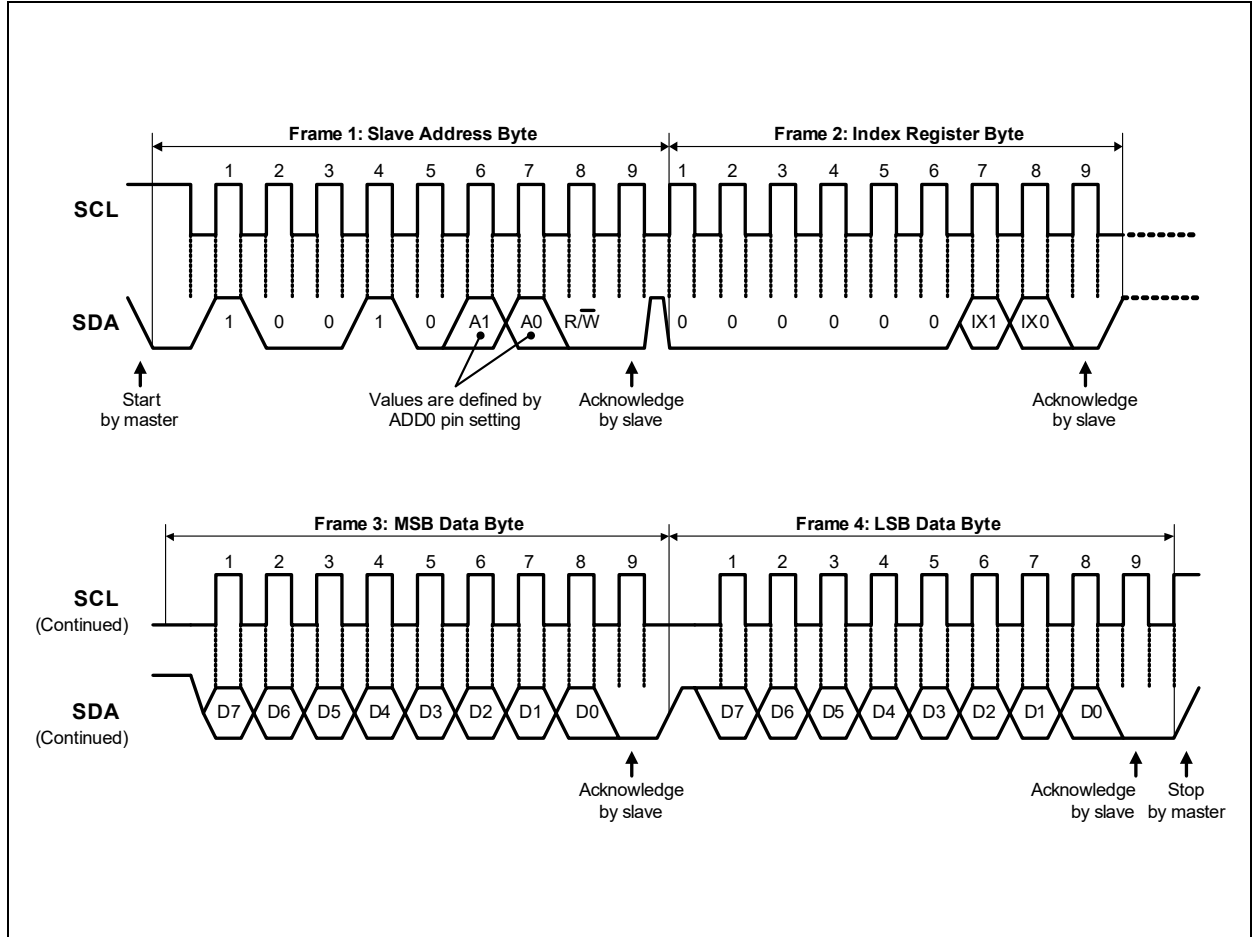 Frame 1: Slave Address Byte
Frame 2: Index Register Byte
1 2 3 4 5 6 7 8 9 1 2 3 4 5 6 7 8 9
SCL
SDA
1 0 0 1 0 A1 A0 R/W̅ 0 0 0 0 0 0 IX1 IX0
Start
by master
Values are defined by
ADD0 pin setting
Acknowledge
by slave
Acknowledge
by slave
Frame 3: MSB Data Byte
Frame 4: LSB Data Byte
1 2 3 4 5 6 7 8 9 1 2 3 4 5 6 7 8 9
SCL
(Continued)
SDA
(Continued)
D7 D6 D5 D4 D3 D2 D1 D0 D7 D6 D5 D4 D3 D2 D1 D0
Acknowledge
by slave
Acknowledge
by slave
Stop
by master